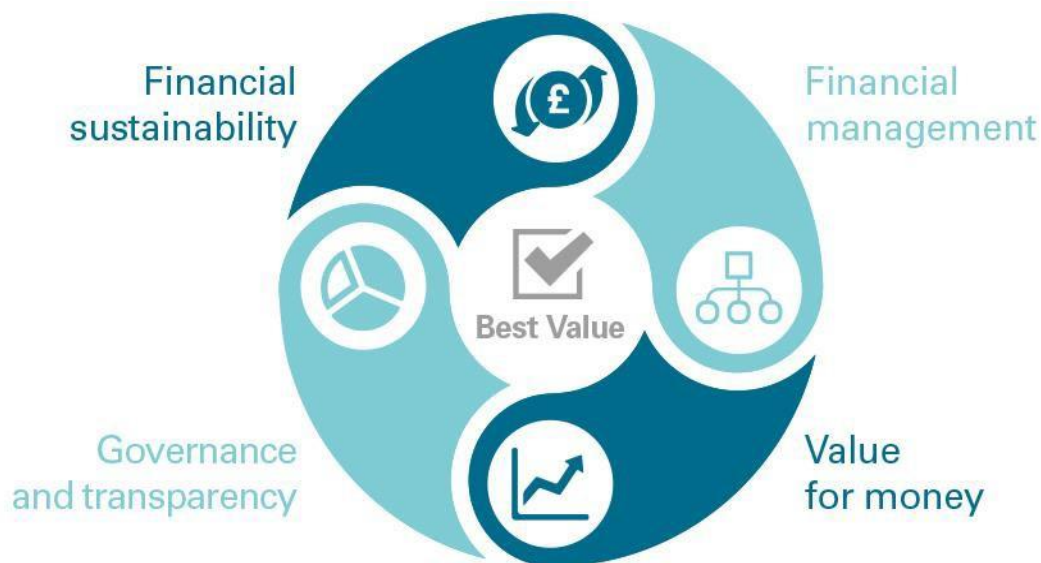 Financial
sustainability
Financial
management
£
Best Value
Governance
and transparency
Value
for money